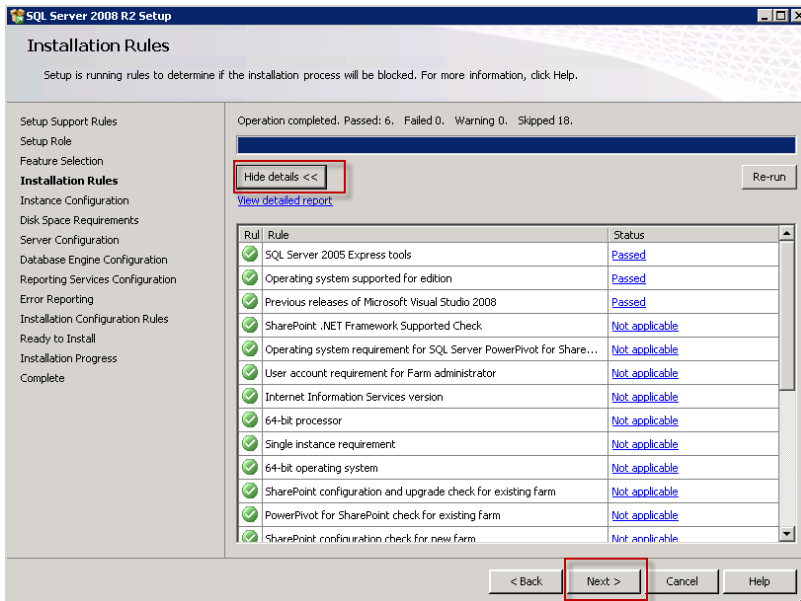 SQL Server 2008 R2 Setup
Installation Rules
Setup is running rules to determine if the installation process will be blocked. For more information, click Help.
Setup Support Rules
Setup Role
Feature Selection
Installation Rules
Instance Configuration
Disk Space Requirements
Server Configuration
Database Engine Configuration
Reporting Services Configuration
Error Reporting
Installation Configuration Rules
Ready to Install
Installation Progress
Complete
Operation completed. Passed: 6. Failed 0. Warning 0. Skipped 18.
Hide details <<
Re-run
View detailed report
Rul Rule Status
SQL Server 2005 Express tools Passed
Operating system supported for edition Passed
Previous releases of Microsoft Visual Studio 2008 Passed
SharePoint .NET Framework Supported Check Not applicable
Operating system requirement for SQL Server PowerPivot for Share... Not applicable
User account requirement for Farm administrator Not applicable
Internet Information Services version Not applicable
64-bit processor Not applicable
Single instance requirement Not applicable
64-bit operating system Not applicable
SharePoint configuration and upgrade check for existing farm Not applicable
PowerPivot for SharePoint check for existing farm Not applicable
SharePoint configuration check for new farm Not applicable
< Back Next > Cancel Help